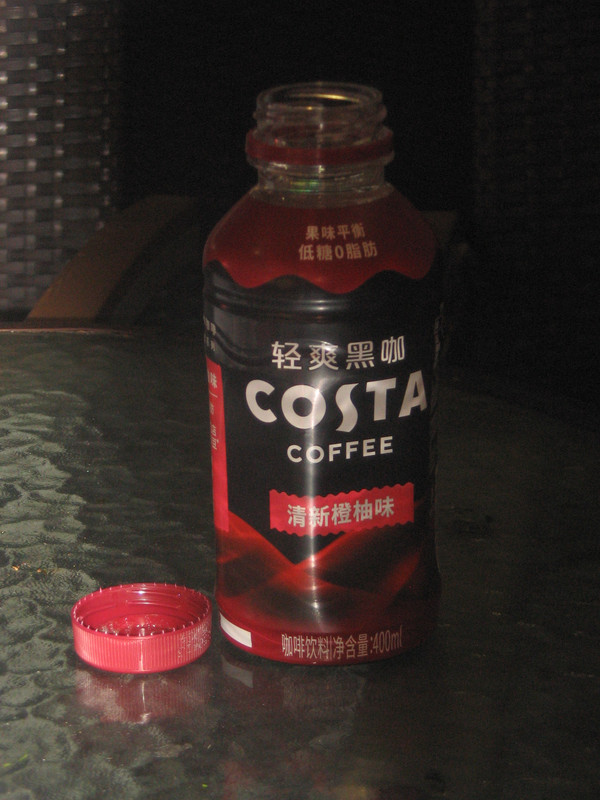 果味平衡
低糖0脂肪
轻爽黑咖
COSTA
COFFEE
清新橙柚味
咖啡饮料净含量:400ml
味